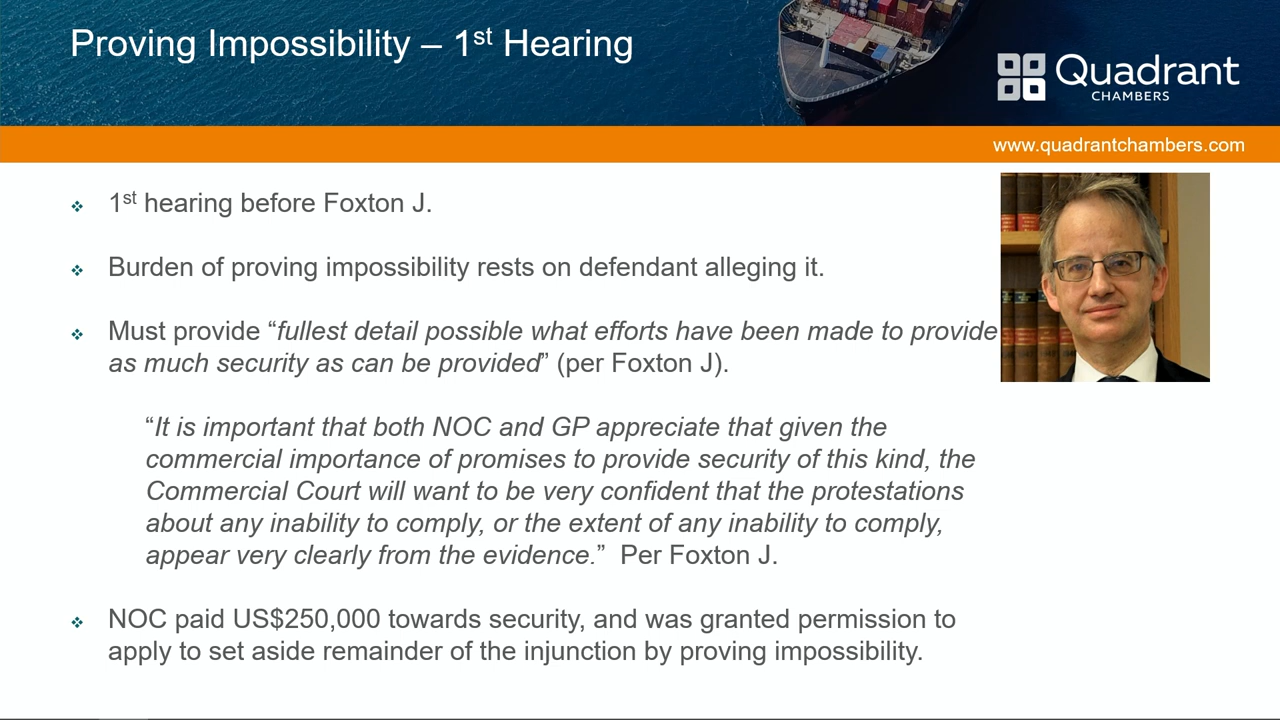 Proving Impossibility – 1st Hearing
Quadrant
CHAMBERS
www.quadrantchambers.com
1st hearing before Foxton J.
Burden of proving impossibility rests on defendant alleging it.
Must provide “fullest detail possible what efforts have been made to provide
as much security as can be provided” (per Foxton J).
“It is important that both NOC and GP appreciate that given the
commercial importance of promises to provide security of this kind, the
Commercial Court will want to be very confident that the protestations
about any inability to comply, or the extent of any inability to comply,
appear very clearly from the evidence.” Per Foxton J.
NOC paid US$250,000 towards security, and was granted permission to
apply to set aside remainder of the injunction by proving impossibility.